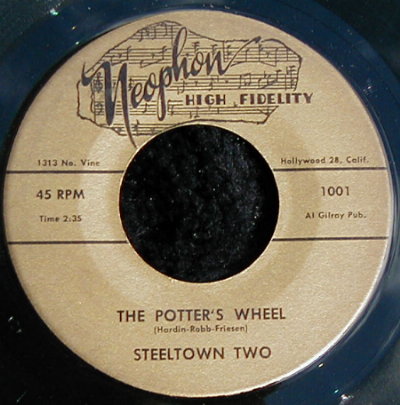 Neophon
HIGH FIDELITY
1313 No. Vine
Hollywood 28, Calif.
45 RPM
1001
Time 2:35
Al Gilroy Pub.
THE POTTER'S WHEEL
(Hardin-Robb-Friesen)
STEELTOWN TWO